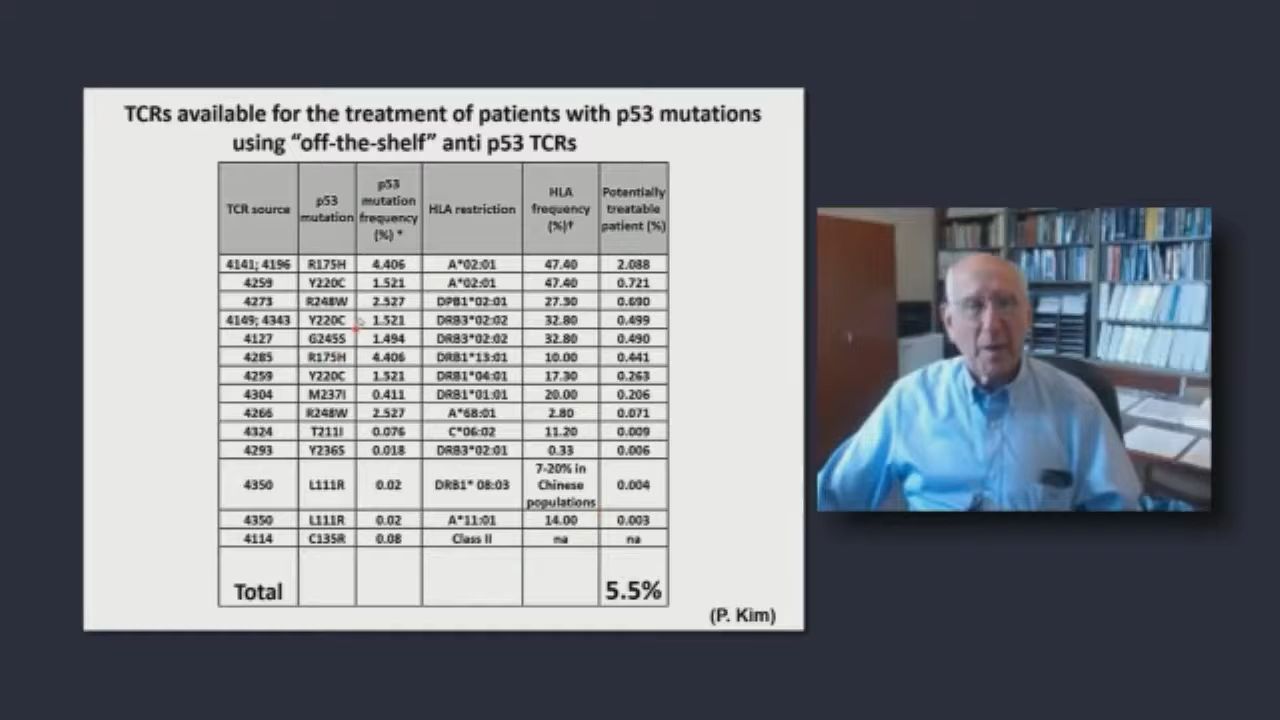 TCRs available for the treatment of patients with p53 mutations
using “off-the-shelf” anti p53 TCRs
TCR source | p53 mutation | p53 mutation frequency (%) * | HLA restriction | HLA frequency (%)† | Potentially treatable patient (%)
4141; 4196 | R175H | 4.406 | A*02:01 | 47.40 | 2.088
4259 | Y220C | 1.521 | A*02:01 | 47.40 | 0.721
4273 | R248W | 2.527 | DPB1*02:01 | 27.30 | 0.690
4149; 4343 | Y220C | 1.521 | DRB3*02:02 | 32.80 | 0.499
4127 | G245S | 1.494 | DRB3*02:02 | 32.80 | 0.490
4285 | R175H | 4.406 | DRB1*13:01 | 10.00 | 0.441
4259 | Y220C | 1.521 | DRB1*04:01 | 17.30 | 0.263
4304 | M237I | 0.411 | DRB1*01:01 | 20.00 | 0.206
4266 | R248W | 2.527 | A*68:01 | 2.80 | 0.071
4324 | T211I | 0.076 | C*06:02 | 11.20 | 0.009
4293 | Y236S | 0.018 | DRB3*02:01 | 0.33 | 0.006
4350 | L111R | 0.02 | DRB1* 08:03 | 7-20% in Chinese populations | 0.004
4350 | L111R | 0.02 | A*11:01 | 14.00 | 0.003
4114 | C135R | 0.08 | Class II | na | na
Total | 5.5%
(P. Kim)